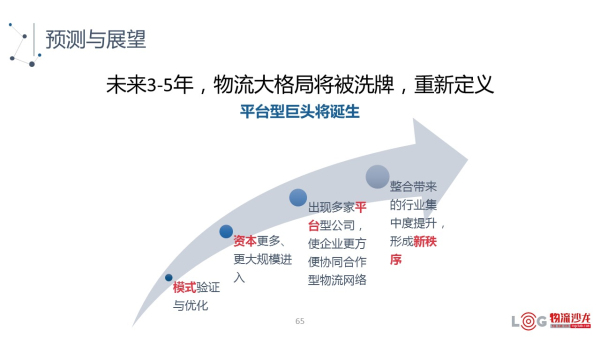 预测与展望
未来3-5年，物流大格局将被洗牌，重新定义
平台型巨头将诞生
模式验证
与优化
资本更多、
更大规模进
入
出现多家平
台型公司，
使企业更方
便协同合作
型物流网络
整合带来
的行业集
中度提升，
形成新秩
序
65
LOG 物流沙龙